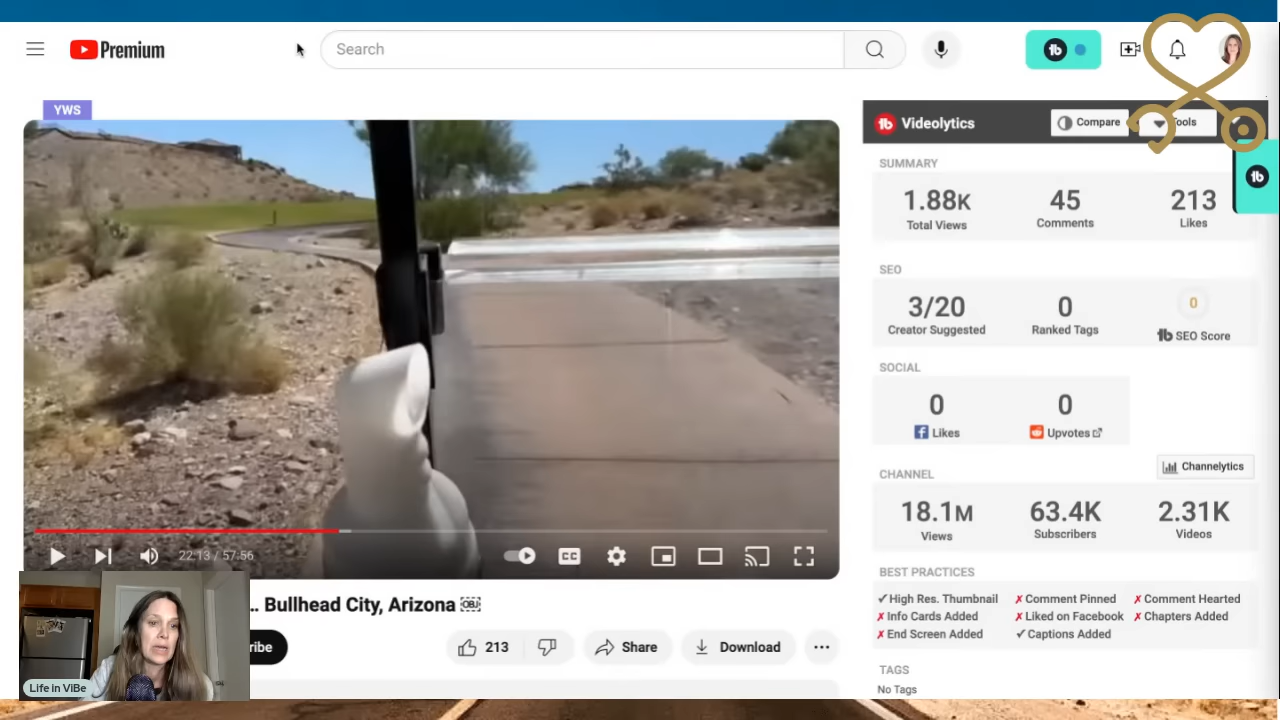 Premium
Search
YWS
22:13 / 57:56
CC
.. Bullhead City, Arizona OBJ
ribe
213
Share
Download
Life in VIBe
Videolytics
Compare
Tools
SUMMARY
1.88K 45 213
Total Views Comments Likes
SEO
3/20 0 0
Creator Suggested Ranked Tags SEO Score
SOCIAL
0 0
Likes Upvotes
CHANNEL
Channelytics
18.1M 63.4K 2.31K
Views Subscribers Videos
BEST PRACTICES
✓ High Res. Thumbnail ✗ Comment Pinned ✗ Comment Hearted
✗ Info Cards Added ✗ Liked on Facebook ✗ Chapters Added
✗ End Screen Added ✓ Captions Added
TAGS
No Tags